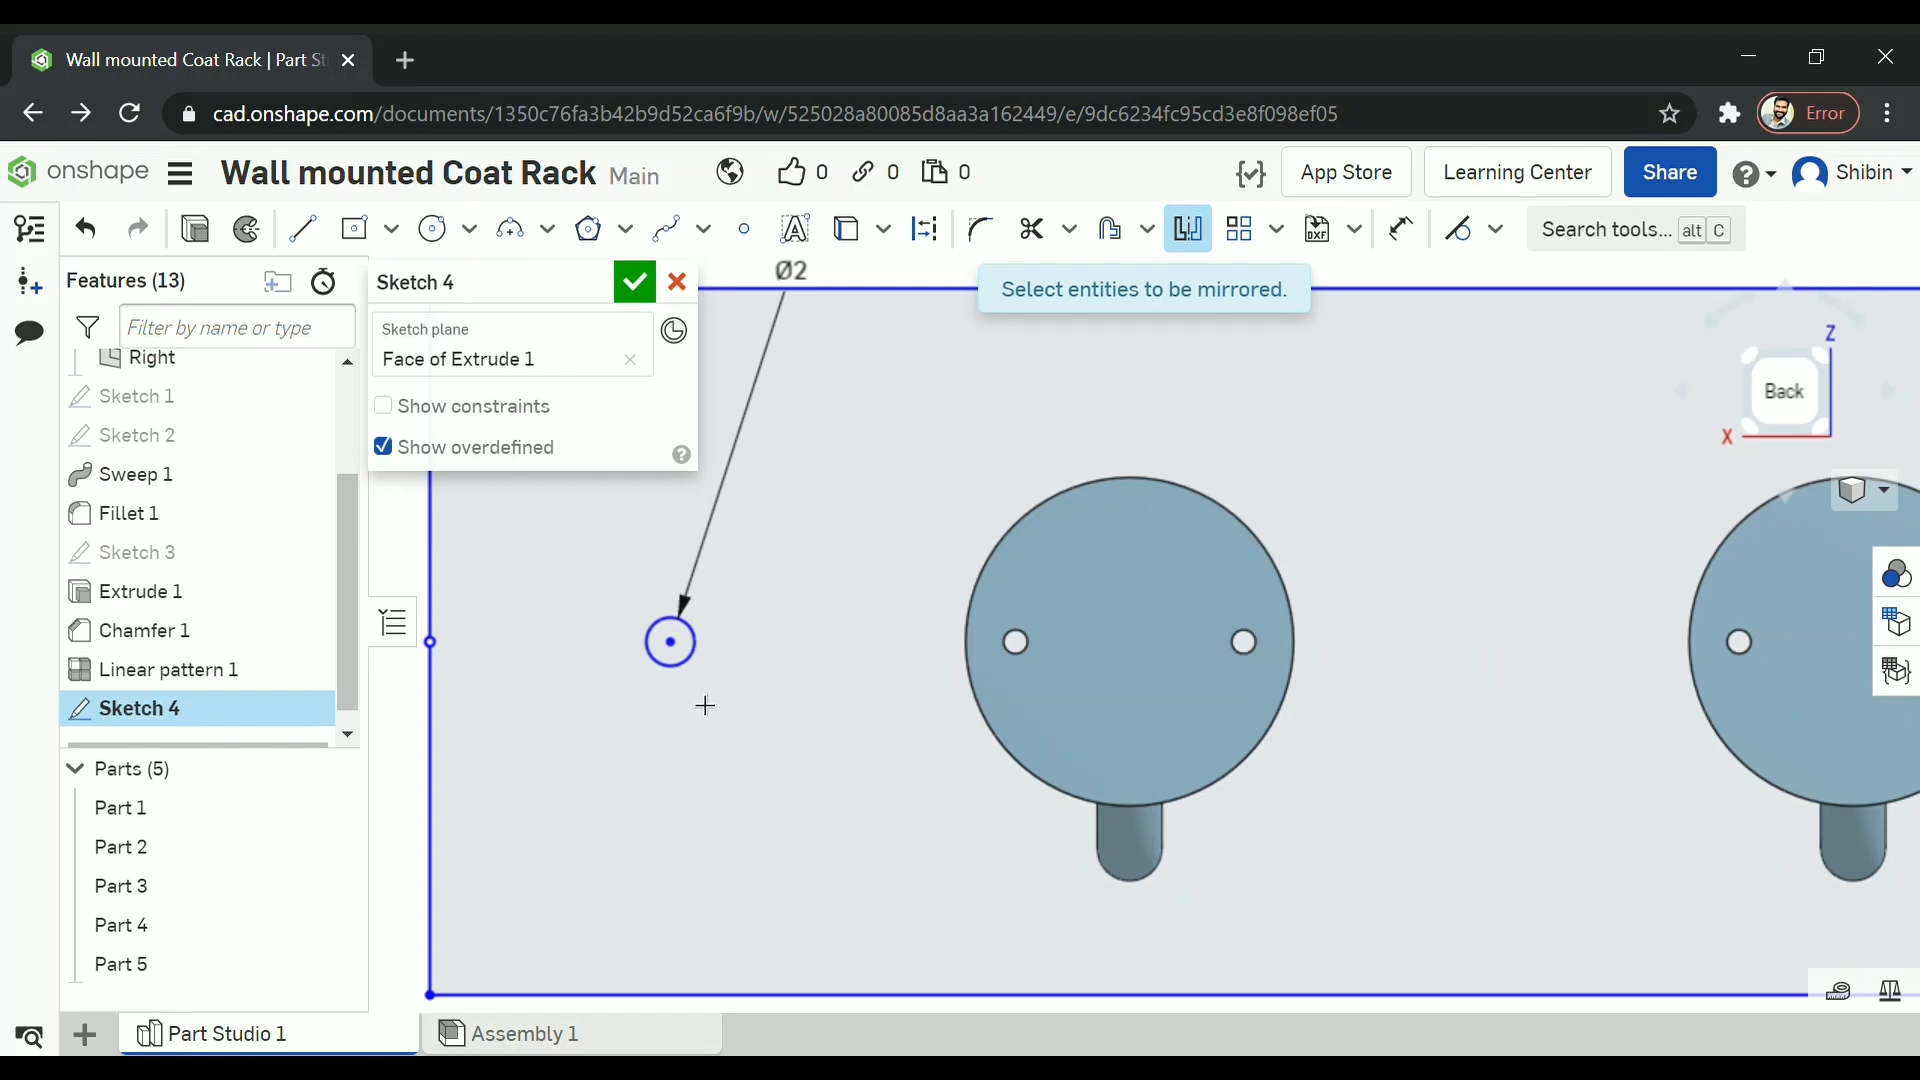 Wall mounted Coat Rack | Part St
cad.onshape.com/documents/1350c76fa3b42b9d52ca6f9b/w/525028a80085d8aa3a162449/e/9dc6234fc95cd3e8f098ef05
Error
onshape
Wall mounted Coat Rack Main
0
0
0
App Store
Learning Center
Share
Shibin
DXF
Search tools... alt C
Features (13)
Filter by name or type
Right
Sketch 1
Sketch 2
Sweep 1
Fillet 1
Sketch 3
Extrude 1
Chamfer 1
Linear pattern 1
Sketch 4
Parts (5)
Part 1
Part 2
Part 3
Part 4
Part 5
Sketch 4
Sketch plane
Face of Extrude 1
Show constraints
Show overdefined
Ø2
Select entities to be mirrored.
Z
Back
X
Part Studio 1
Assembly 1